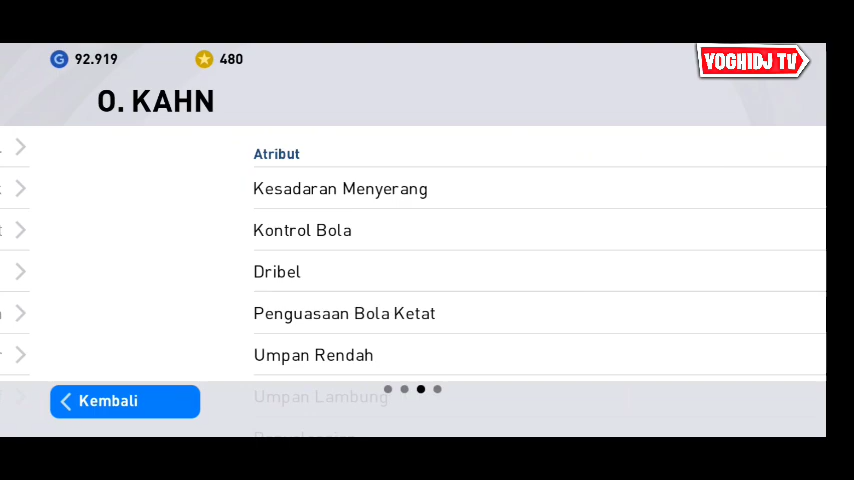 92.919
480
YOGHIDJ TV
O. KAHN
Atribut
Kesadaran Menyerang
Kontrol Bola
Dribel
Penguasaan Bola Ketat
Umpan Rendah
Umpan Lambung
Kembali